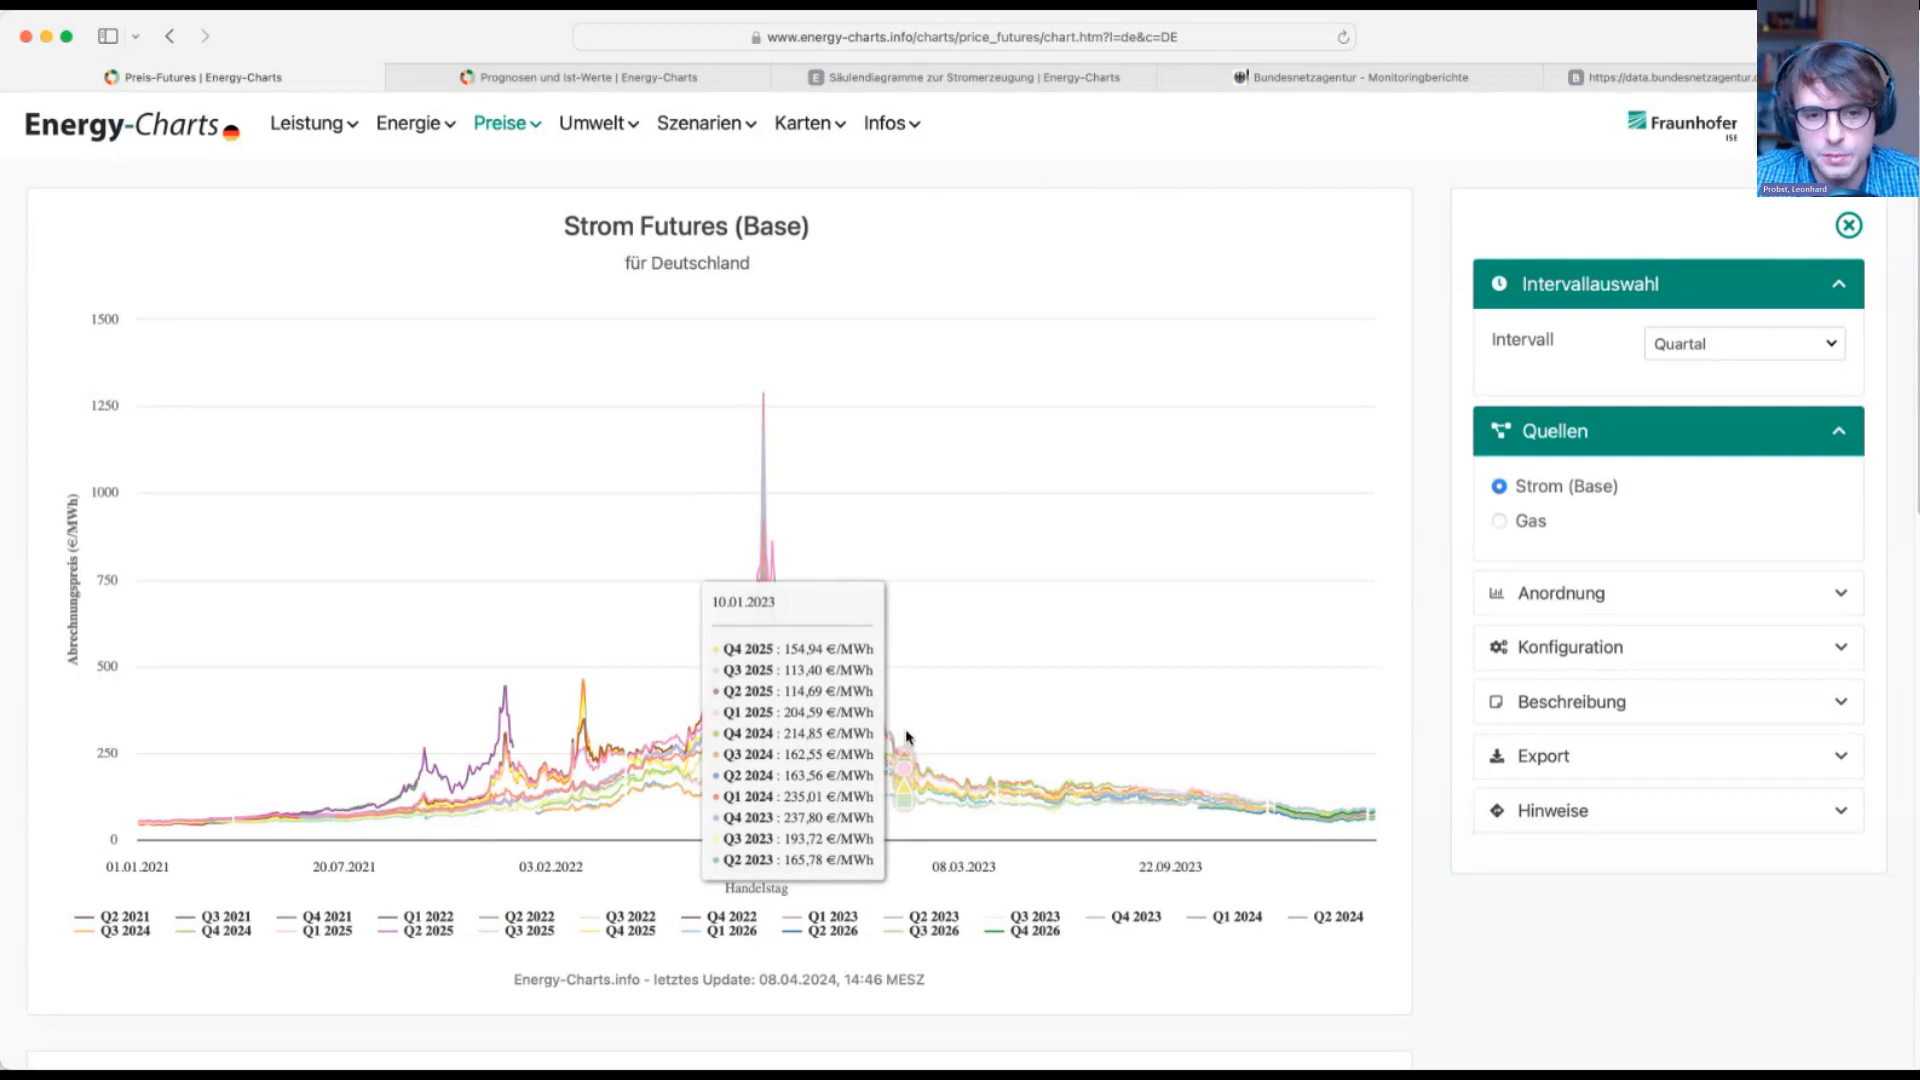 www.energy-charts.info/charts/price_futures/chart.htm?l=de&c=DE
Preis-Futures | Energy-Charts
Prognosen und Ist-Werte | Energy-Charts
E Säulendiagramme zur Stromerzeugung | Energy-Charts
Bundesnetzagentur - Monitoringberichte
B https://data.bundesnetzagentur.
Energy-Charts
Leistung
Energie
Preise
Umwelt
Szenarien
Karten
Infos
Fraunhofer
ISE
Probst, Leonhard
Strom Futures (Base)
für Deutschland
1500
1250
1000
750
500
250
0
Abrechnungspreis (€/MWh)
10.01.2023
Q4 2025 : 154,94 €/MWh
Q3 2025 : 113,40 €/MWh
Q2 2025 : 114,69 €/MWh
Q1 2025 : 204,59 €/MWh
Q4 2024 : 214,85 €/MWh
Q3 2024 : 162,55 €/MWh
Q2 2024 : 163,56 €/MWh
Q1 2024 : 235,01 €/MWh
Q4 2023 : 237,80 €/MWh
Q3 2023 : 193,72 €/MWh
Q2 2023 : 165,78 €/MWh
01.01.2021
20.07.2021
03.02.2022
08.03.2023
22.09.2023
Handelstag
Q2 2021 Q3 2021 Q4 2021 Q1 2022 Q2 2022 Q3 2022 Q4 2022 Q1 2023 Q2 2023 Q3 2023 Q4 2023 Q1 2024 Q2 2024
Q3 2024 Q4 2024 Q1 2025 Q2 2025 Q3 2025 Q4 2025 Q1 2026 Q2 2026 Q3 2026 Q4 2026
Energy-Charts.info - letztes Update: 08.04.2024, 14:46 MESZ
Intervallauswahl
Intervall
Quartal
Quellen
Strom (Base)
Gas
Anordnung
Konfiguration
Beschreibung
Export
Hinweise